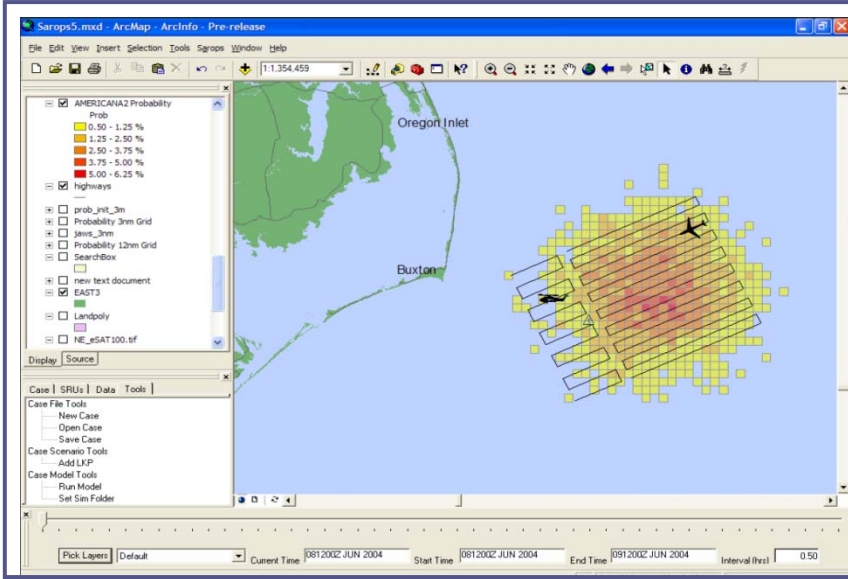 Sarops5.mxd - ArcMap - ArcInfo - Pre-release
File Edit View Insert Selection Tools Sarops Window Help
1:1,354,459
AMERICANA2 Probability
Prob
0.50 - 1.25 %
1.25 - 2.50 %
2.50 - 3.75 %
3.75 - 5.00 %
5.00 - 6.25 %
highways
prob_init_3m
Probability 3nm Grid
jaws_3nm
Probability 12nm Grid
SearchBox
new text document
EAST3
Landpoly
NE_eSAT100.tif
Display Source
Case SRUs Data Tools
Case File Tools
New Case
Open Case
Save Case
Case Scenario Tools
Add LKP
Case Model Tools
Run Model
Set Sim Folder
Oregon Inlet
Buxton
Pick Layers Default Current Time 081200Z JUN 2004 Start Time 081200Z JUN 2004 End Time 091200Z JUN 2004 Interval (hrs) 0.50